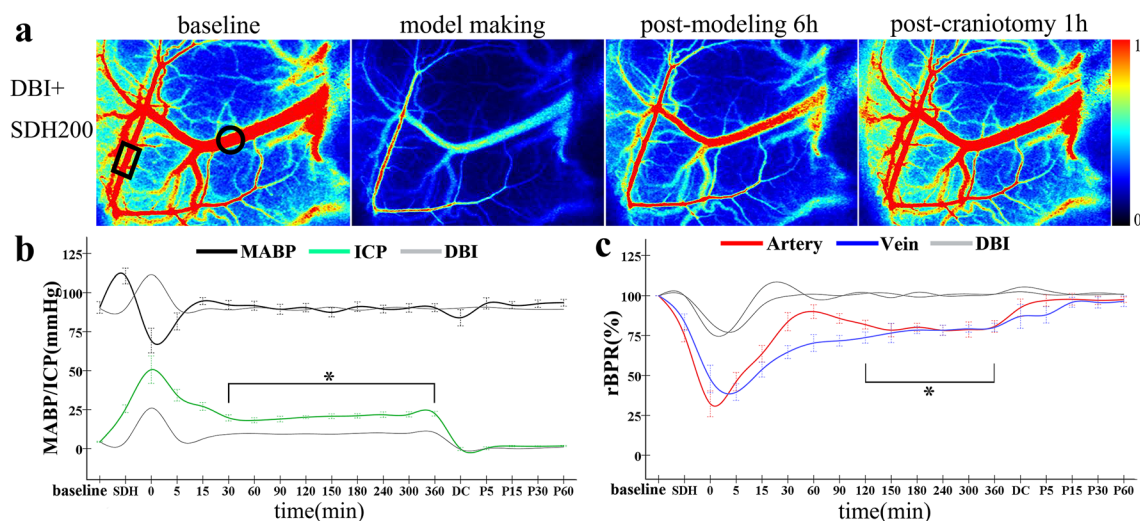 a
baseline model making post-modeling 6h post-craniotomy 1h
DBI+
SDH200
1
0
b
MABP ICP DBI
125
100
75
50
25
0
MABP/ICP(mmHg)
*
baseline SDH 0 5 15 30 60 90 120 150 180 240 300 360 DC P5 P15 P30 P60
time(min)
c
Artery Vein DBI
125
100
75
50
25
0
rBPR(%)
*
baseline SDH 0 5 15 30 60 90 120 150 180 240 300 360 DC P5 P15 P30 P60
time(min)